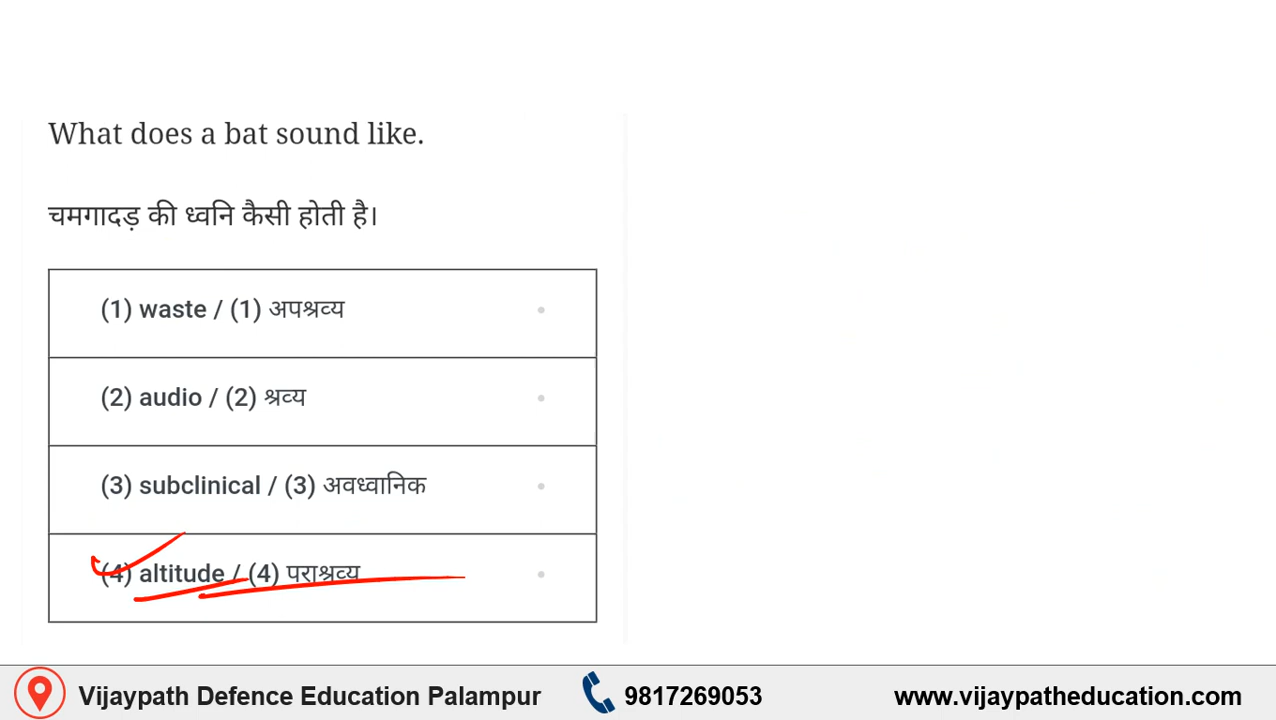 What does a bat sound like.
चमगादड़ की ध्वनि कैसी होती है।
(1) waste / (1) अपश्रव्य
(2) audio / (2) श्रव्य
(3) subclinical / (3) अवध्वानिक
(4) altitude / (4) पराश्रव्य
Vijaypath Defence Education Palampur 9817269053 www.vijaypatheducation.com